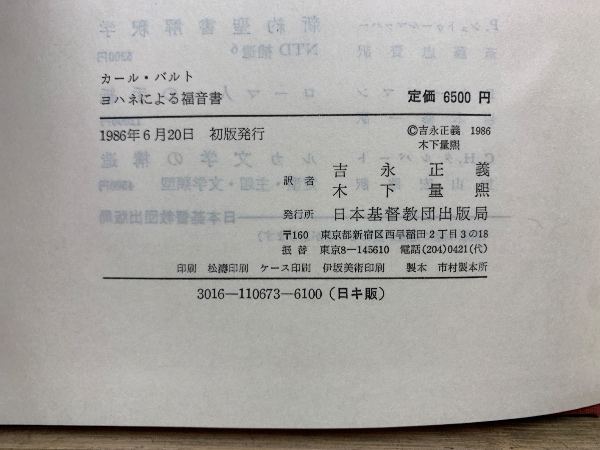 カール・バルト
ヨハネによる福音書 定価 6500 円
1986年6月20日 初版発行 ©吉永正義 1986
木下量熙
訳者 吉永正義
木下量熙
発行所 日本基督教団出版局
〒160 東京都新宿区西早稲田2丁目3の18
振替 東京8—145610 電話(204)0421(代)
印刷 松濤印刷 ケース印刷 伊坂美術印刷 製本 市村製本所
3016—110673—6100（日キ販）